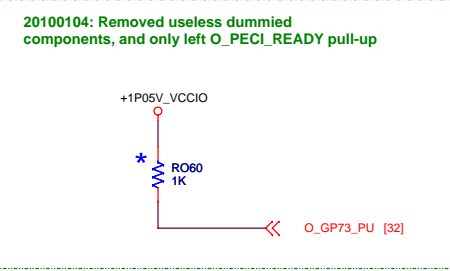 20100104: Removed useless dummied
components, and only left O_PECI_READY pull-up
+1P05V_VCCIO
*
RO60
1K
O_GP73_PU [32]